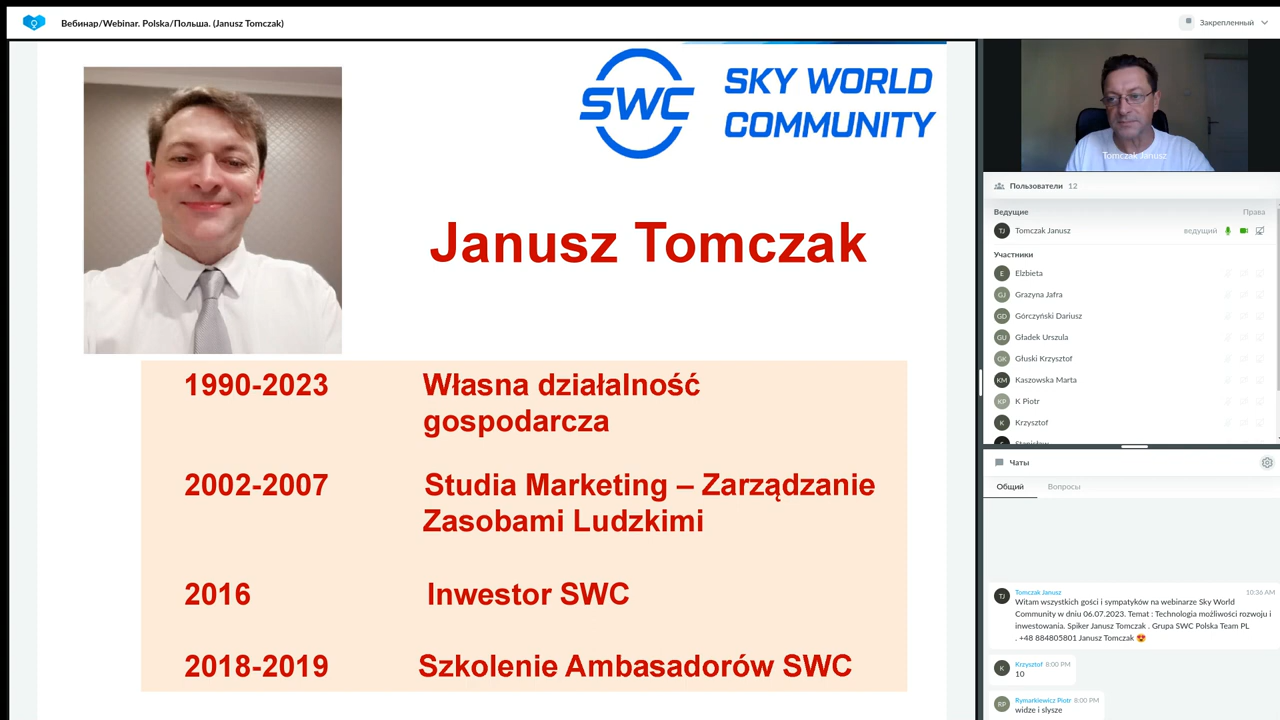 Вебинар/Webinar. Polska/Польша. (Janusz Tomczak)
Закрепленный
SWC
SKY WORLD
COMMUNITY
Janusz Tomczak
1990-2023 Własna działalność
gospodarcza
2002-2007 Studia Marketing – Zarządzanie
Zasobami Ludzkimi
2016 Inwestor SWC
2018-2019 Szkolenie Ambasadorów SWC
Tomczak Janusz
Пользователи 12
Ведущие Права
TJ Tomczak Janusz ведущий
Участники
E Elzbieta
GJ Grazyna Jafra
GD Górczyński Dariusz
GU Gładek Urszula
GK Głuski Krzysztof
KM Kaszowska Marta
KP K Piotr
K Krzysztof
Чаты
Общий Вопросы
TJ Tomczak Janusz 10:36 AM
Witam wszystkich gości i sympatyków na webinarze Sky World
Community w dniu 06.07.2023. Temat : Technologia możliwości rozwoju i
inwestowania. Spiker Janusz Tomczak . Grupa SWC Polska Team PL
. +48 884805801 Janusz Tomczak 😍
K Krzysztof 8:00 PM
10
RP Rymarkiewicz Piotr 8:00 PM
widze i slysze